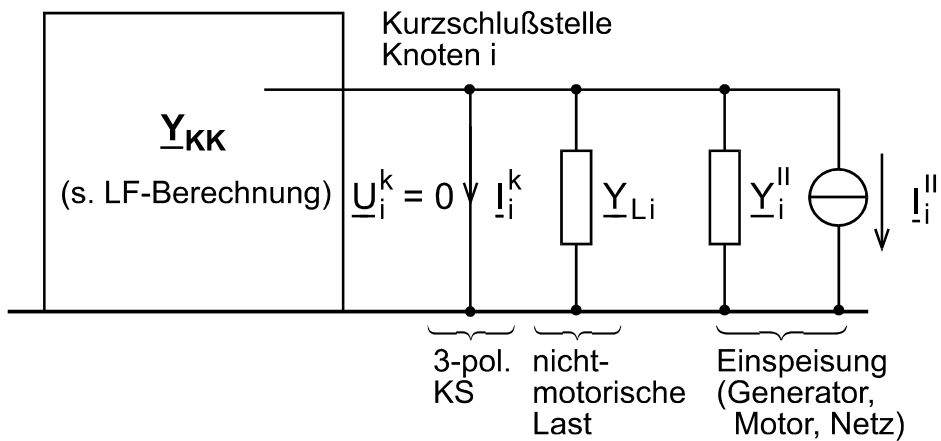 Kurzschlußstelle
Knoten i
Y_KK
(s. LF-Berechnung)
U_i^k = 0
I_i^k
Y_Li
Y_i^II
I_i^II
3-pol.
KS
nicht-
motorische
Last
Einspeisung
(Generator,
Motor, Netz)